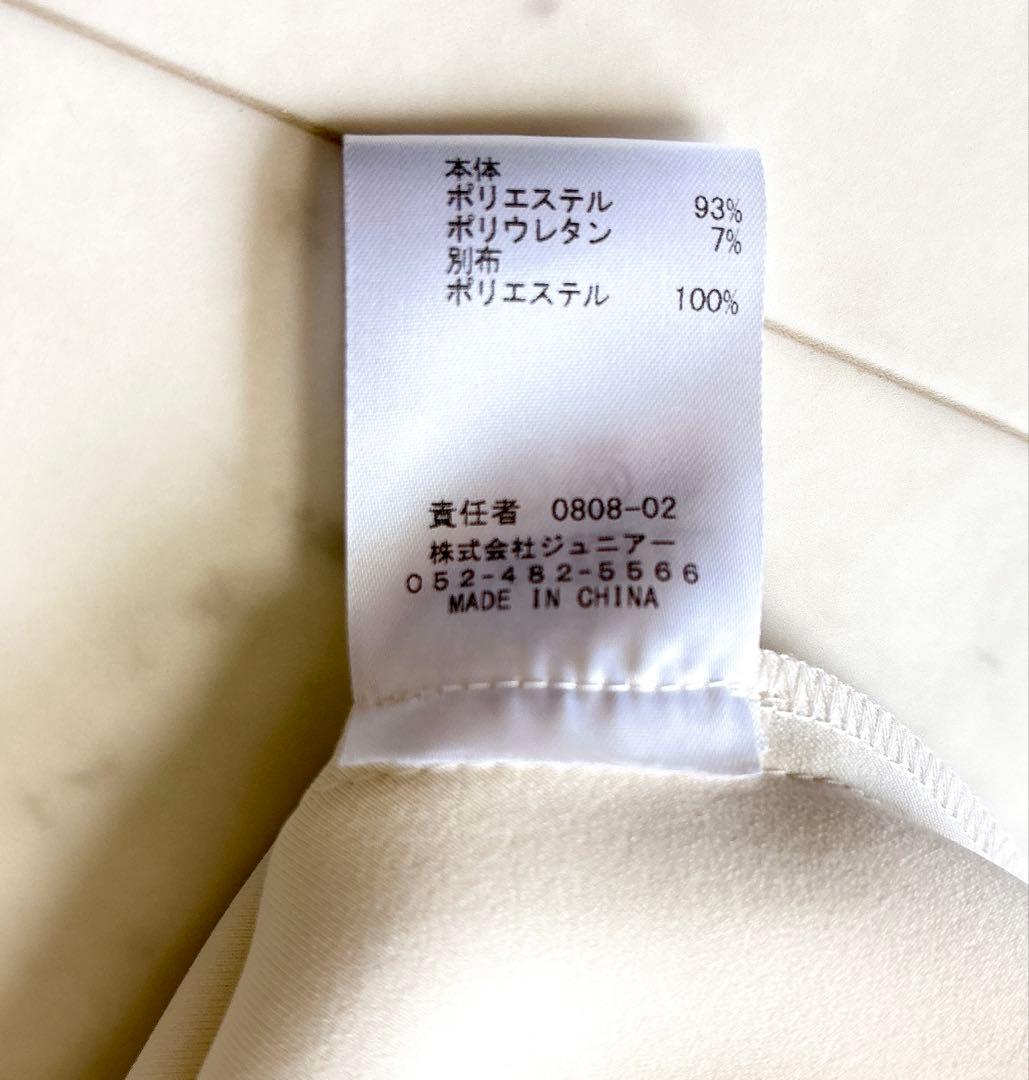 本体
ポリエステル 93%
ポリウレタン 7%
別布
ポリエステル 100%
責任者 0808-02
株式会社ジュニアー
052-482-5566
MADE IN CHINA